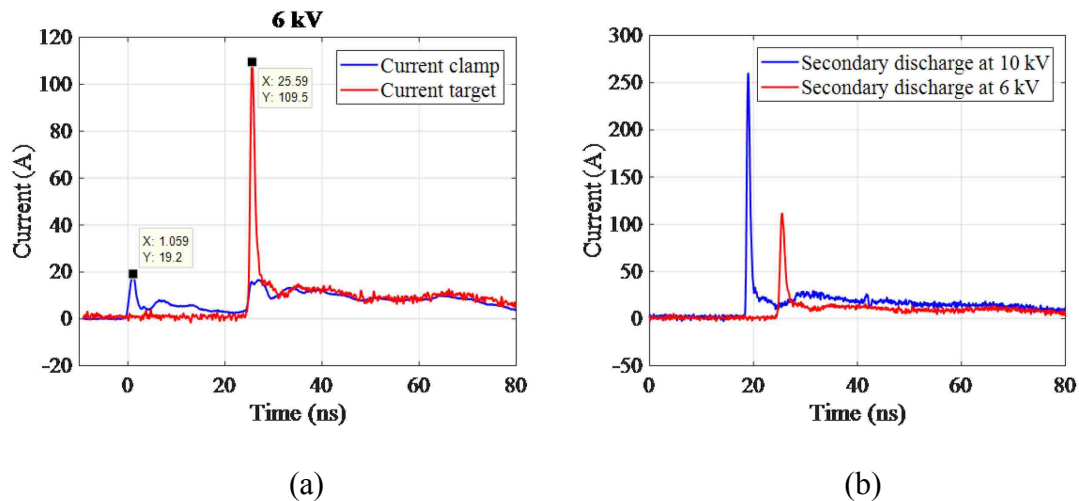 6 kV
120
100
80
60
40
20
0
-20
Current (A)
X: 25.59
Y: 109.5
X: 1.059
Y: 19.2
Current clamp
Current target
0 20 40 60 80
Time (ns)
(a)
300
250
200
150
100
50
0
-50
Current (A)
Secondary discharge at 10 kV
Secondary discharge at 6 kV
0 20 40 60 80
Time (ns)
(b)